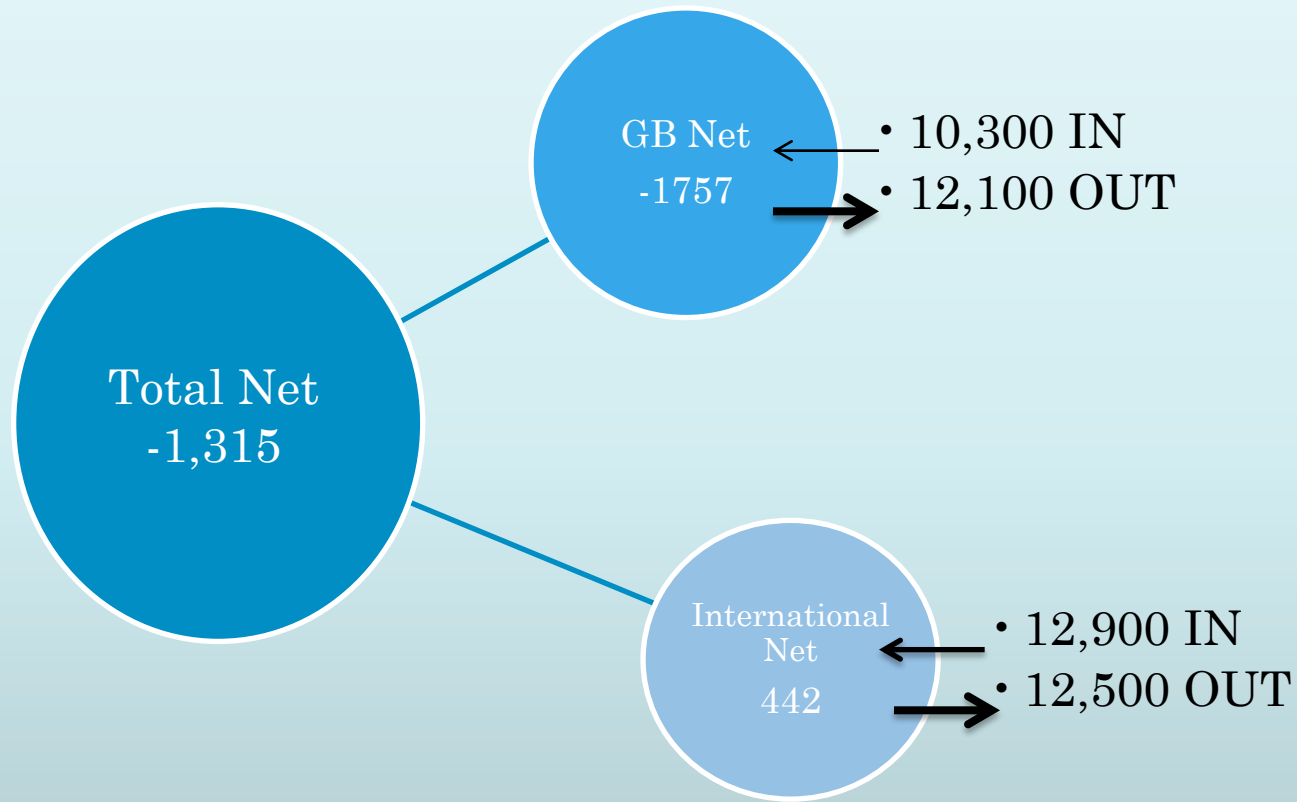 GB Net
-1757
• 10,300 IN
• 12,100 OUT
Total Net
-1,315
International
Net
442
• 12,900 IN
• 12,500 OUT